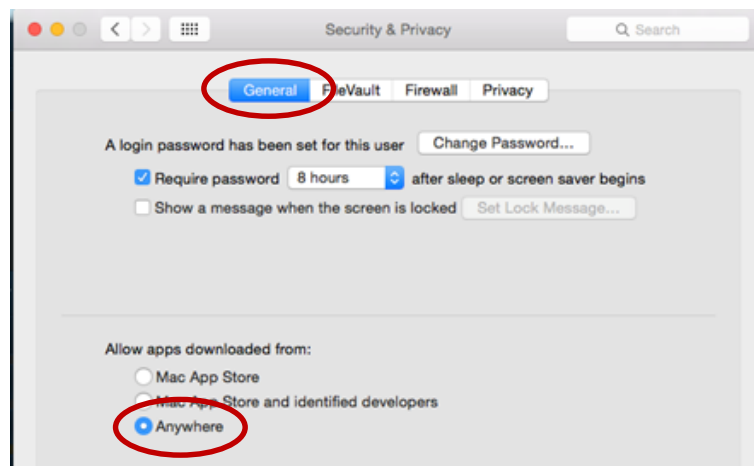 Security & Privacy Search
General FileVault Firewall Privacy
A login password has been set for this user Change Password...
Require password 8 hours after sleep or screen saver begins
Show a message when the screen is locked Set Lock Message...
Allow apps downloaded from:
Mac App Store
Mac App Store and identified developers
Anywhere